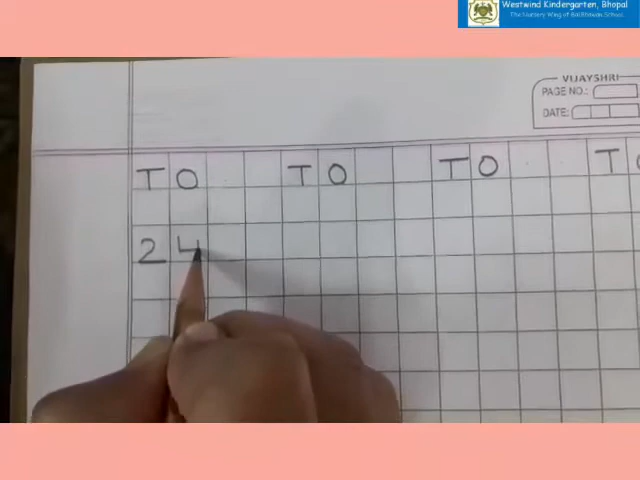 Westwind Kindergarten, Bhopal
The Nursery Wing of Bal Bhawan School
VIJAYSHRI
PAGE NO.:
DATE:
T O T O T O T
2 4